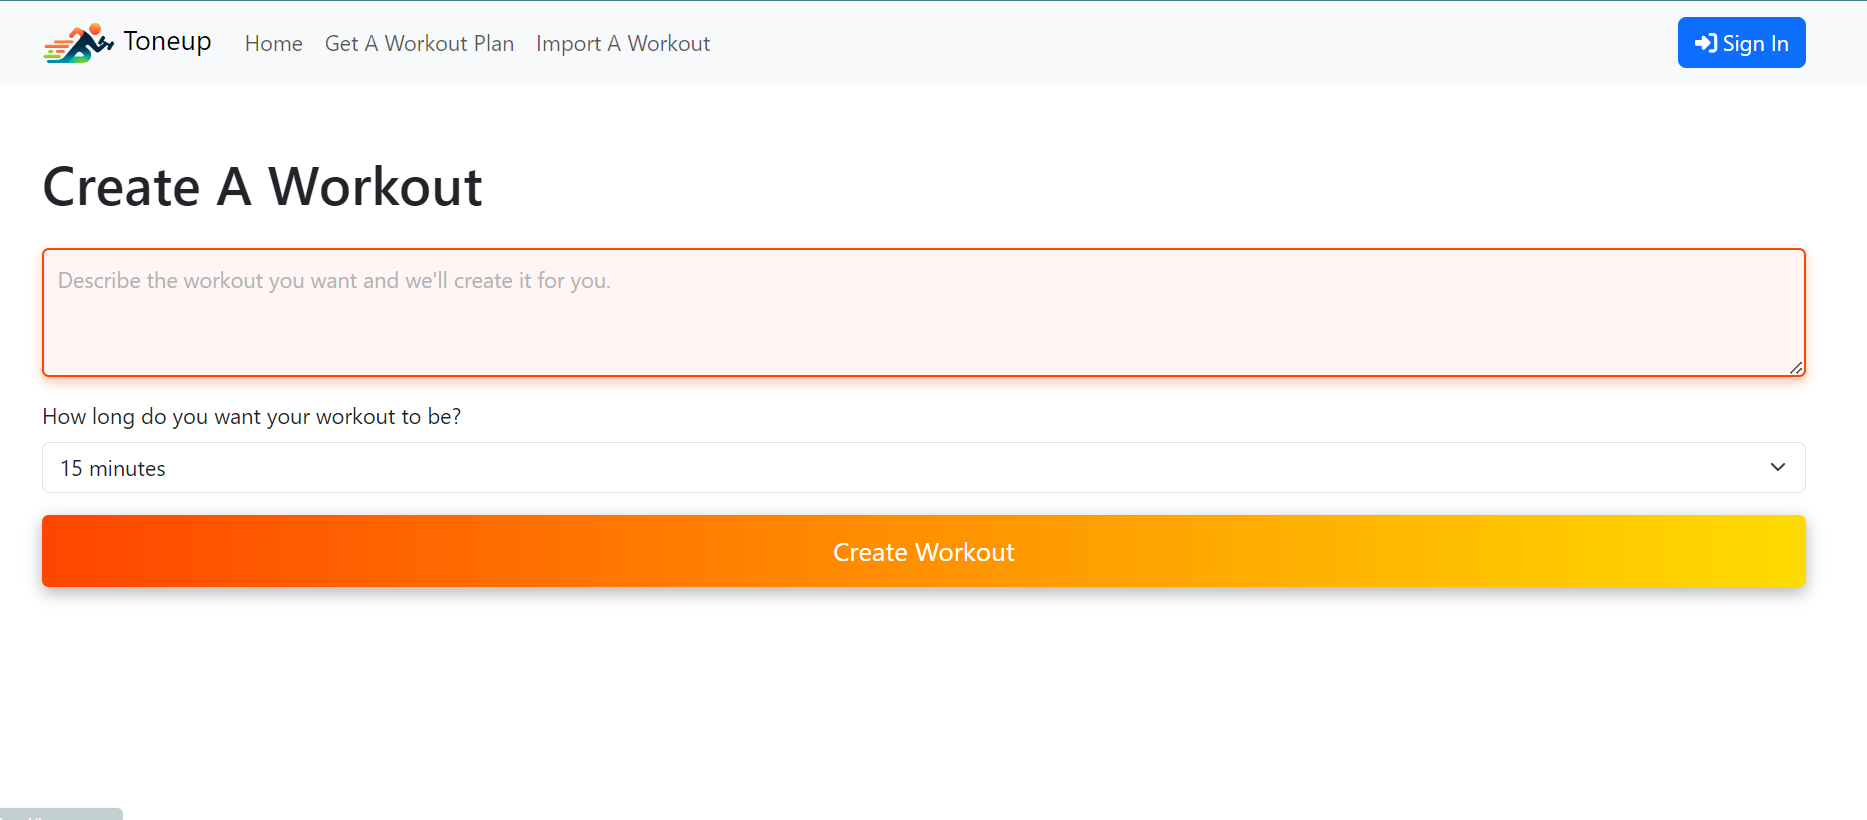 Toneup Home Get A Workout Plan Import A Workout Sign In
Create A Workout
Describe the workout you want and we'll create it for you.
How long do you want your workout to be?
15 minutes
Create Workout